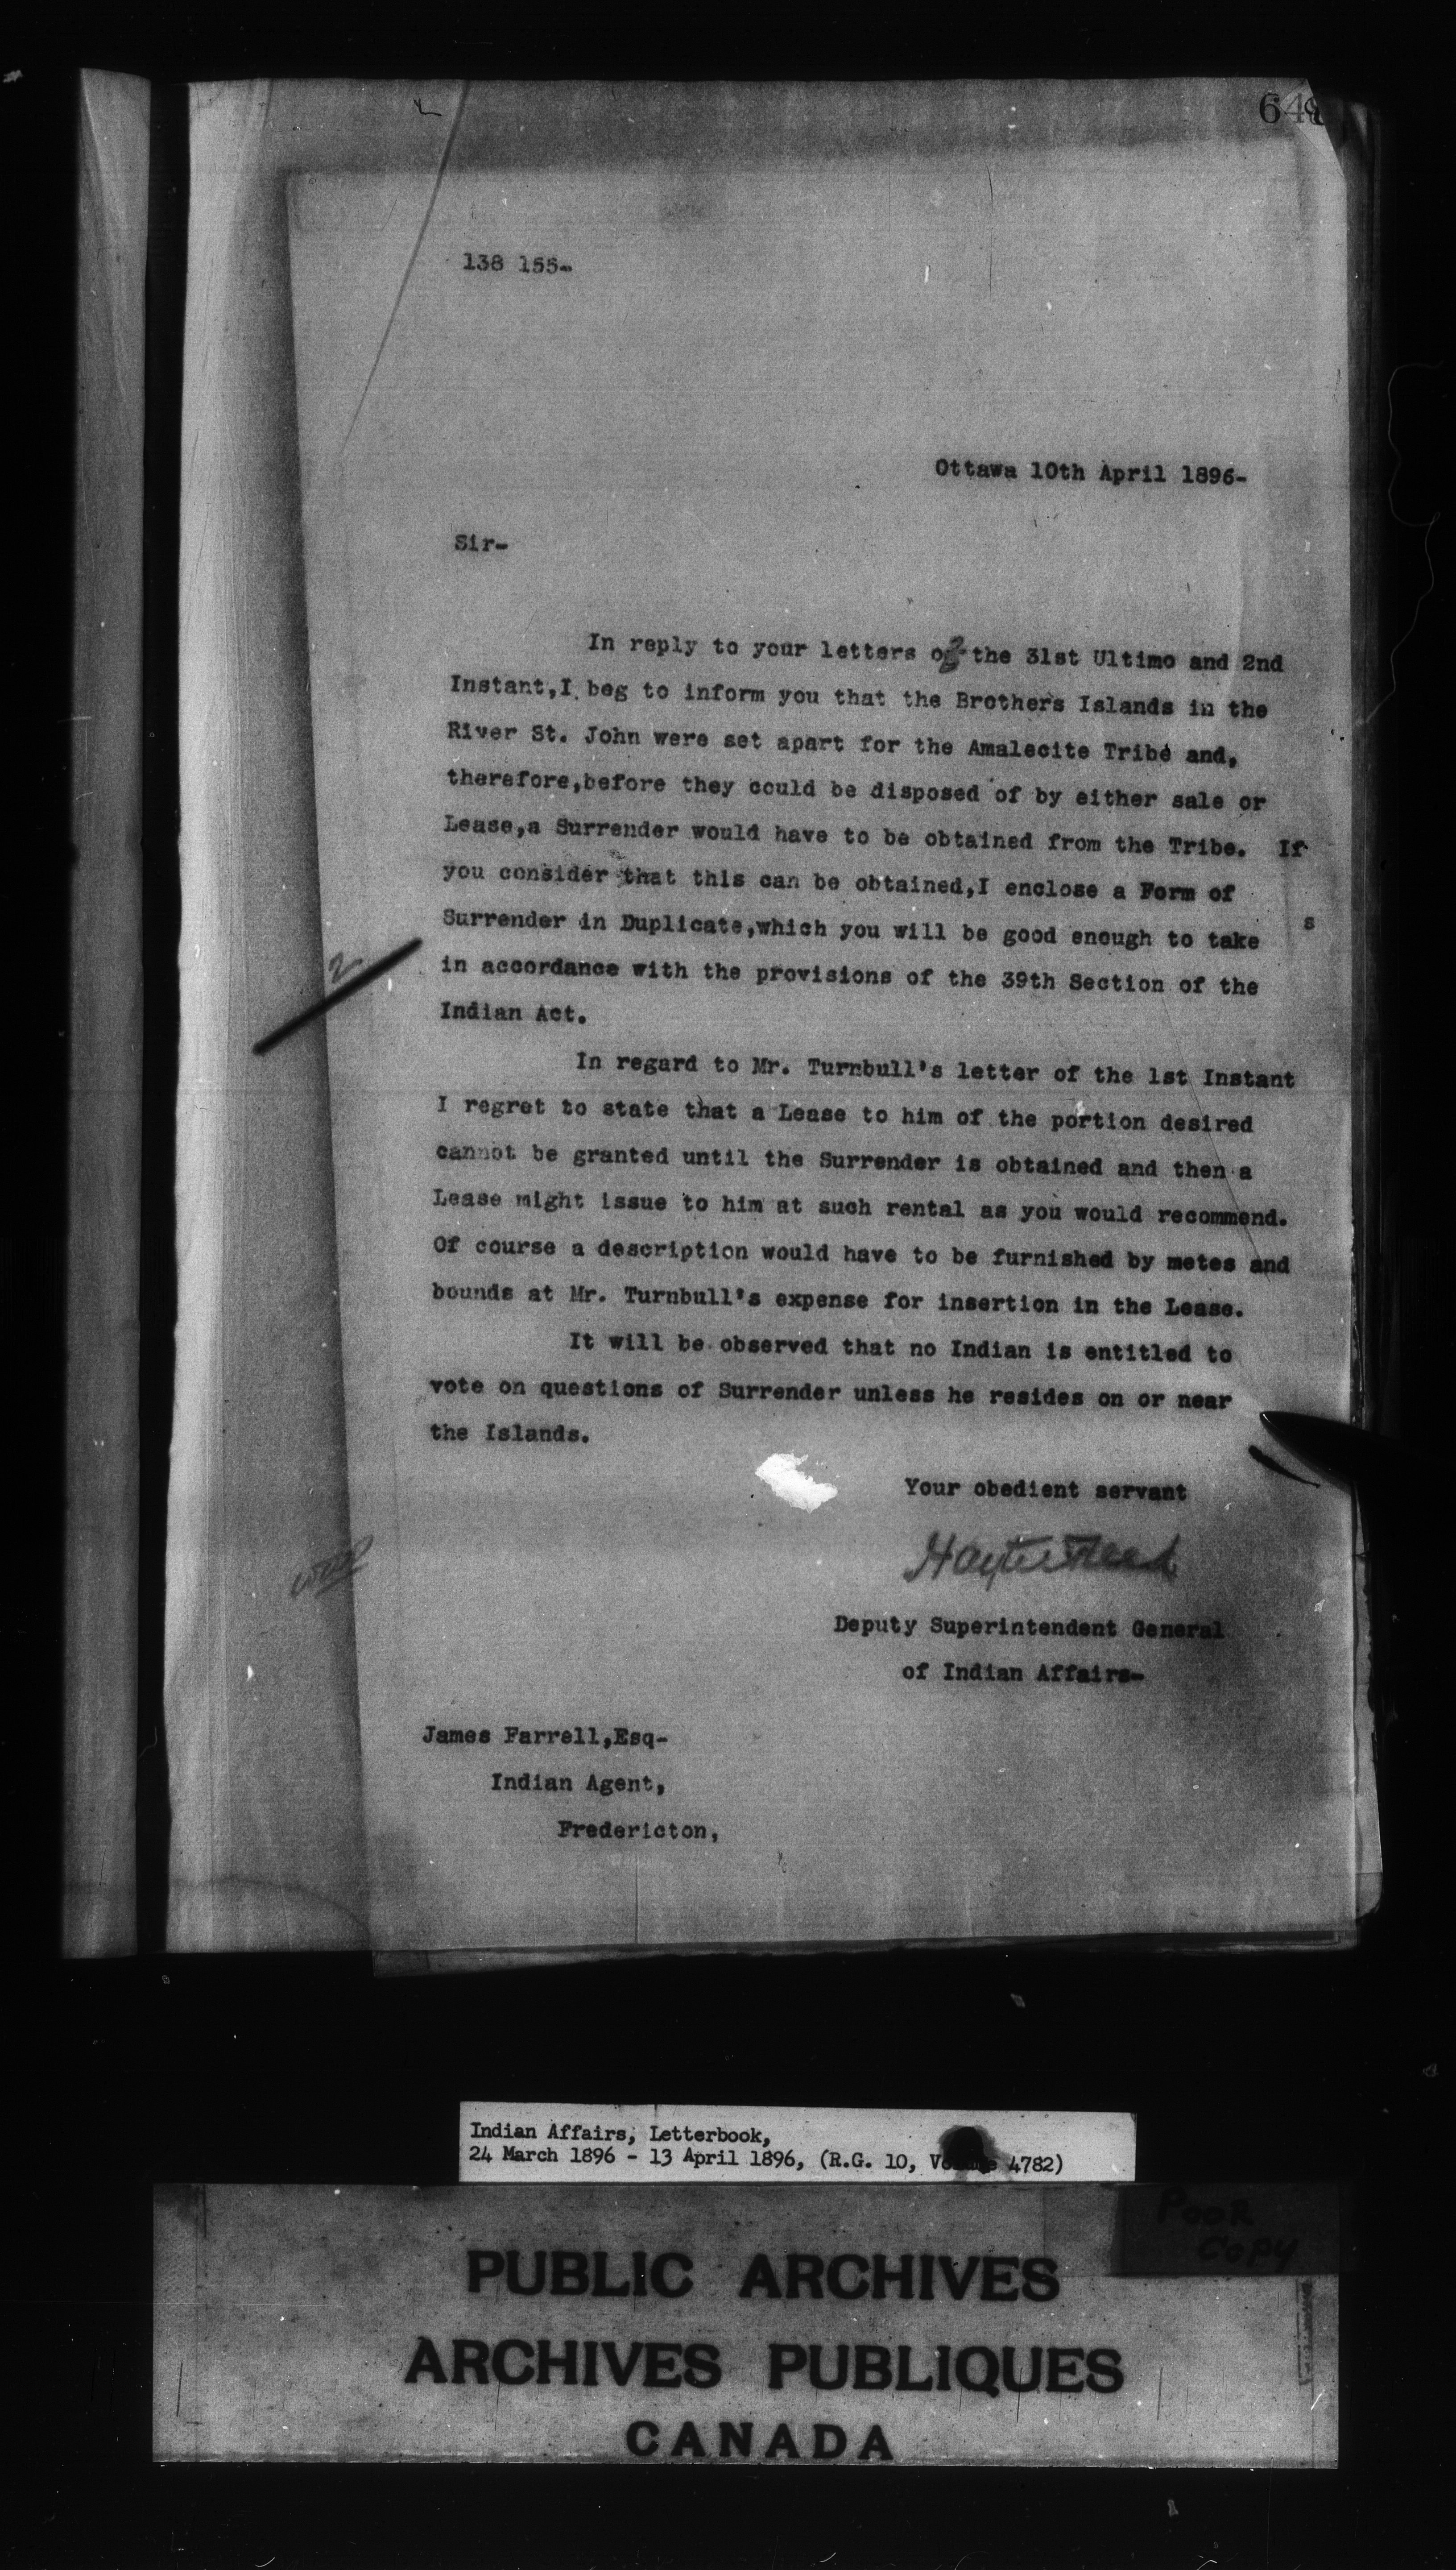 138 155-
Ottawa 10th April 1896-
Sir-
In reply to your letters of the 31st Ultimo and 2nd
Instant,I beg to inform you that the Brothers Islands in the
River St. John were set apart for the Amalecite Tribe and,
therefore,before they could be disposed of by either sale or
Lease,a Surrender would have to be obtained from the Tribe. If
you consider that this can be obtained,I enclose a Form of
Surrender in Duplicate,which you will be good enough to take s
in accordance with the provisions of the 39th Section of the
Indian Act.
In regard to Mr. Turnbull's letter of the 1st Instant
I regret to state that a Lease to him of the portion desired
cannot be granted until the Surrender is obtained and then a
Lease might issue to him at such rental as you would recommend.
Of course a description would have to be furnished by metes and
bounds at Mr. Turnbull's expense for insertion in the Lease.
It will be observed that no Indian is entitled to
vote on questions of Surrender unless he resides on or near
the Islands.
Your obedient servant
Hayter Reed
Deputy Superintendent General
of Indian Affairs-
James Farrell,Esq-
Indian Agent,
Fredericton,
Indian Affairs, Letterbook,
24 March 1896 - 13 April 1896, (R.G. 10, Volume 4782)
POOR
COPY
PUBLIC ARCHIVES
ARCHIVES PUBLIQUES
CANADA